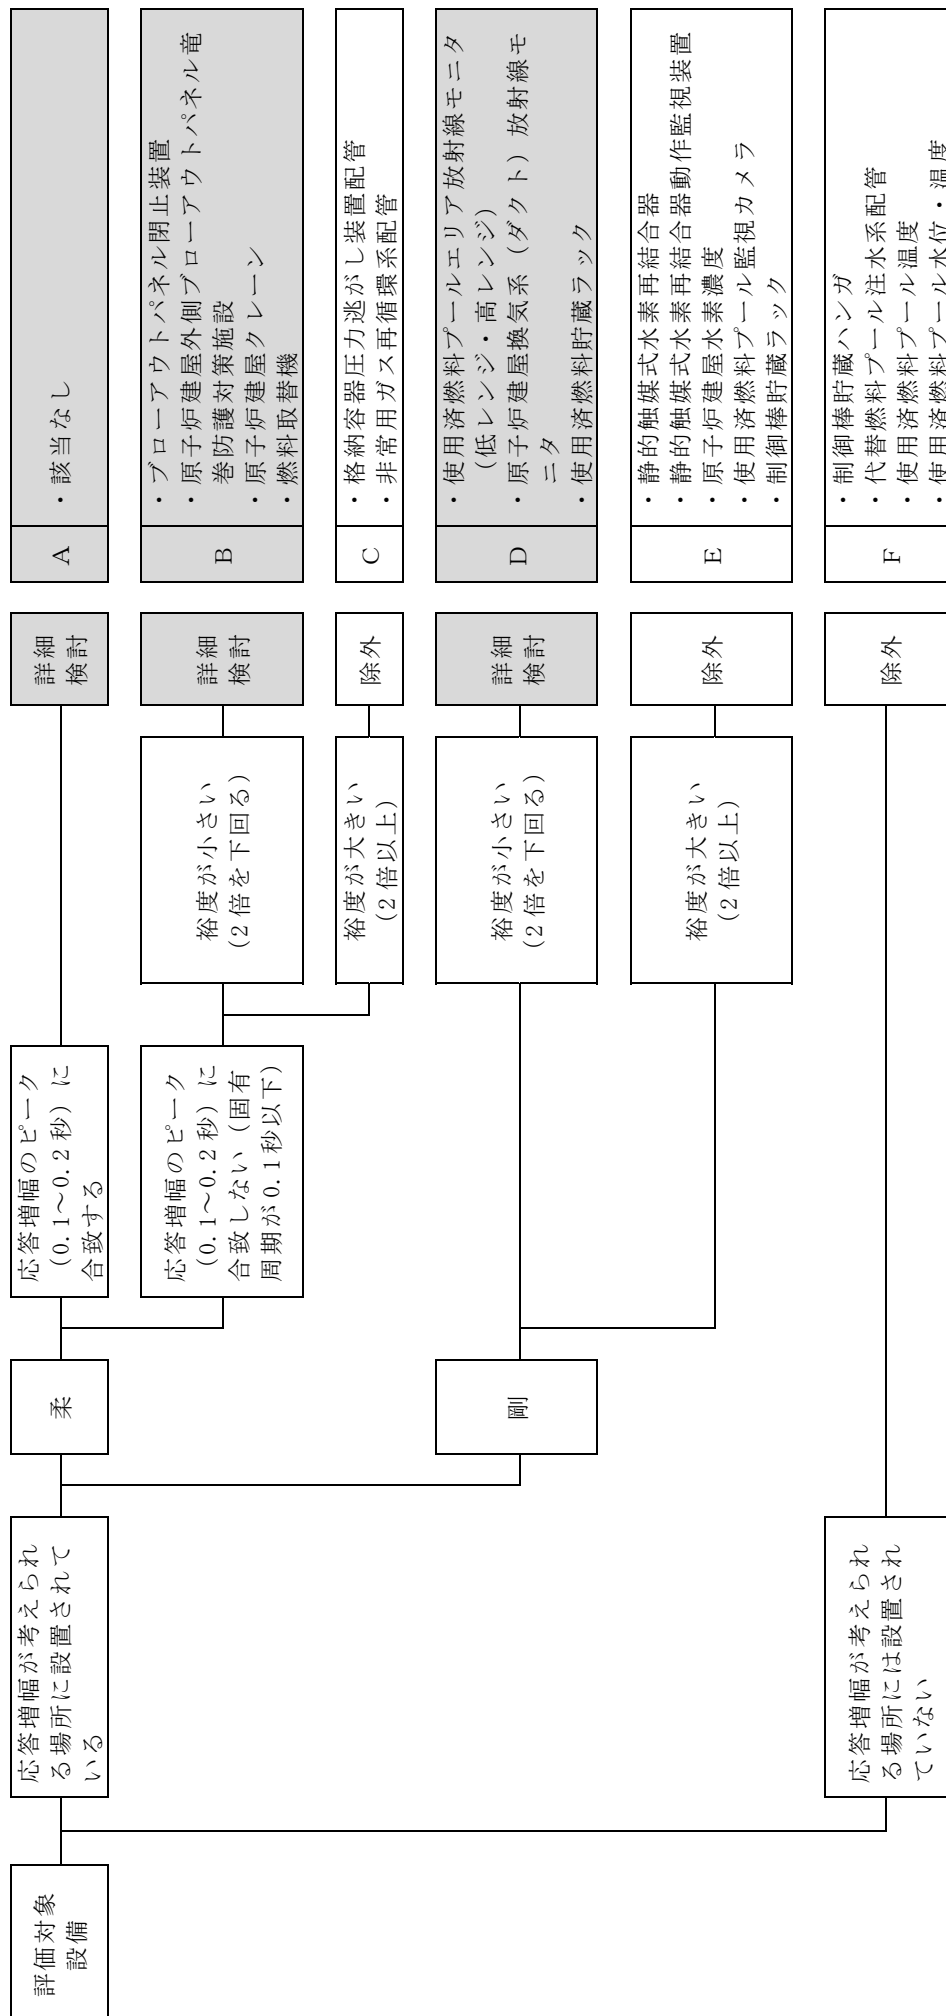 評価対象
設備
応答増幅が考えられ
る場所に設置されて
いる
柔
応答増幅のピーク
(0.1～0.2秒)に
合致する
詳細
検討
A
・該当なし
応答増幅のピーク
(0.1～0.2秒)に
合致しない(固有
周期が0.1秒以下)
裕度が小さい
(2倍を下回る)
詳細
検討
B
・ブローアウトパネル閉止装置
・原子炉建屋外側ブローアウトパネル竜
巻防護対策施設
・原子炉建屋クレーン
・燃料取替機
裕度が大きい
(2倍以上)
除外
C
・格納容器圧力逃がし装置配管
・非常用ガス再循環系配管
剛
裕度が小さい
(2倍を下回る)
詳細
検討
D
・使用済燃料プールエリア放射線モニタ
(低レンジ・高レンジ)
・原子炉建屋換気系(ダクト)放射線モ
ニタ
・使用済燃料貯蔵ラック
裕度が大きい
(2倍以上)
除外
E
・静的触媒式水素再結合器
・静的触媒式水素再結合器動作監視装置
・原子炉建屋水素濃度
・使用済燃料プール監視カメラ
・制御棒貯蔵ラック
応答増幅が考えられ
る場所には設置され
ていない
除外
F
・制御棒貯蔵ハンガ
・代替燃料プール注水系配管
・使用済燃料プール温度
・使用済燃料プール水位・温度